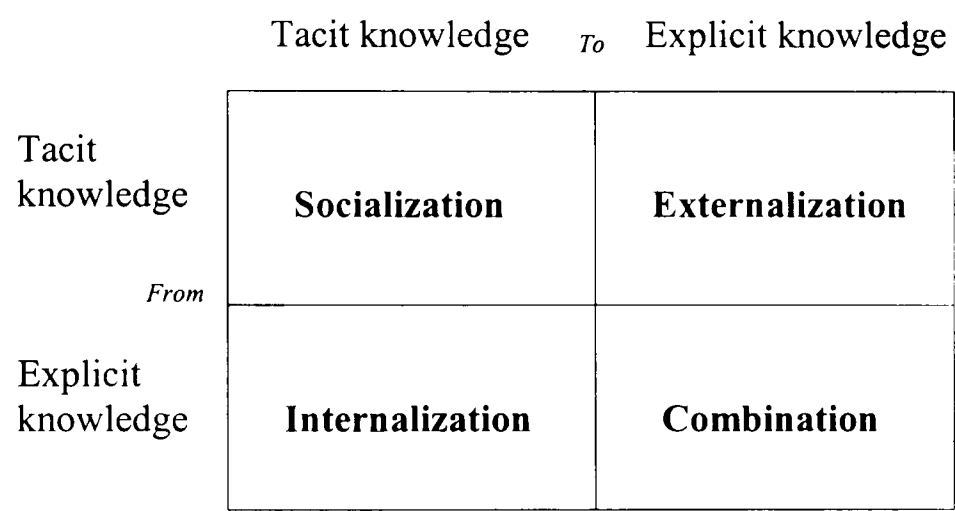 Tacit knowledge To Explicit knowledge
Tacit
knowledge
Socialization Externalization
From
Explicit
knowledge
Internalization Combination